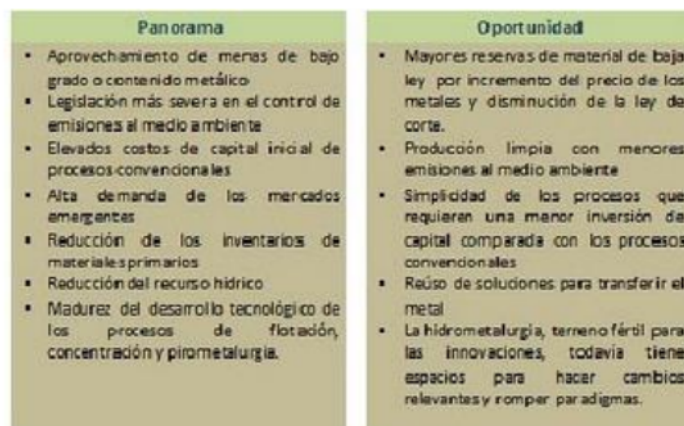 Panorama
• Aprovechamiento de menas de bajo
grado o contenido metálico
• Legislación más severa en el control de
emisiones al medio ambiente
• Elevados costos de capital inicial de
procesos convencionales
• Alta demanda de los mercados
emergentes
• Reducción de los inventarios de
materiales primarios
• Reducción del recurso hídrico
• Madurez del desarrollo tecnológico de
los procesos de flotación,
concentración y pirometalurgia.
Oportunidad
• Mayores reservas de material de baja
ley por incremento del precio de los
metales y disminución de la ley de
corte.
• Producción limpia con menores
emisiones al medio ambiente
• Simplicidad de los procesos que
requieren una menor inversión de
capital comparada con los procesos
convencionales
• Reúso de soluciones para transferir el
metal
• La hidrometalurgia, terreno fértil para
las innovaciones, todavía tiene
espacios para hacer cambios
relevantes y romper paradigmas.